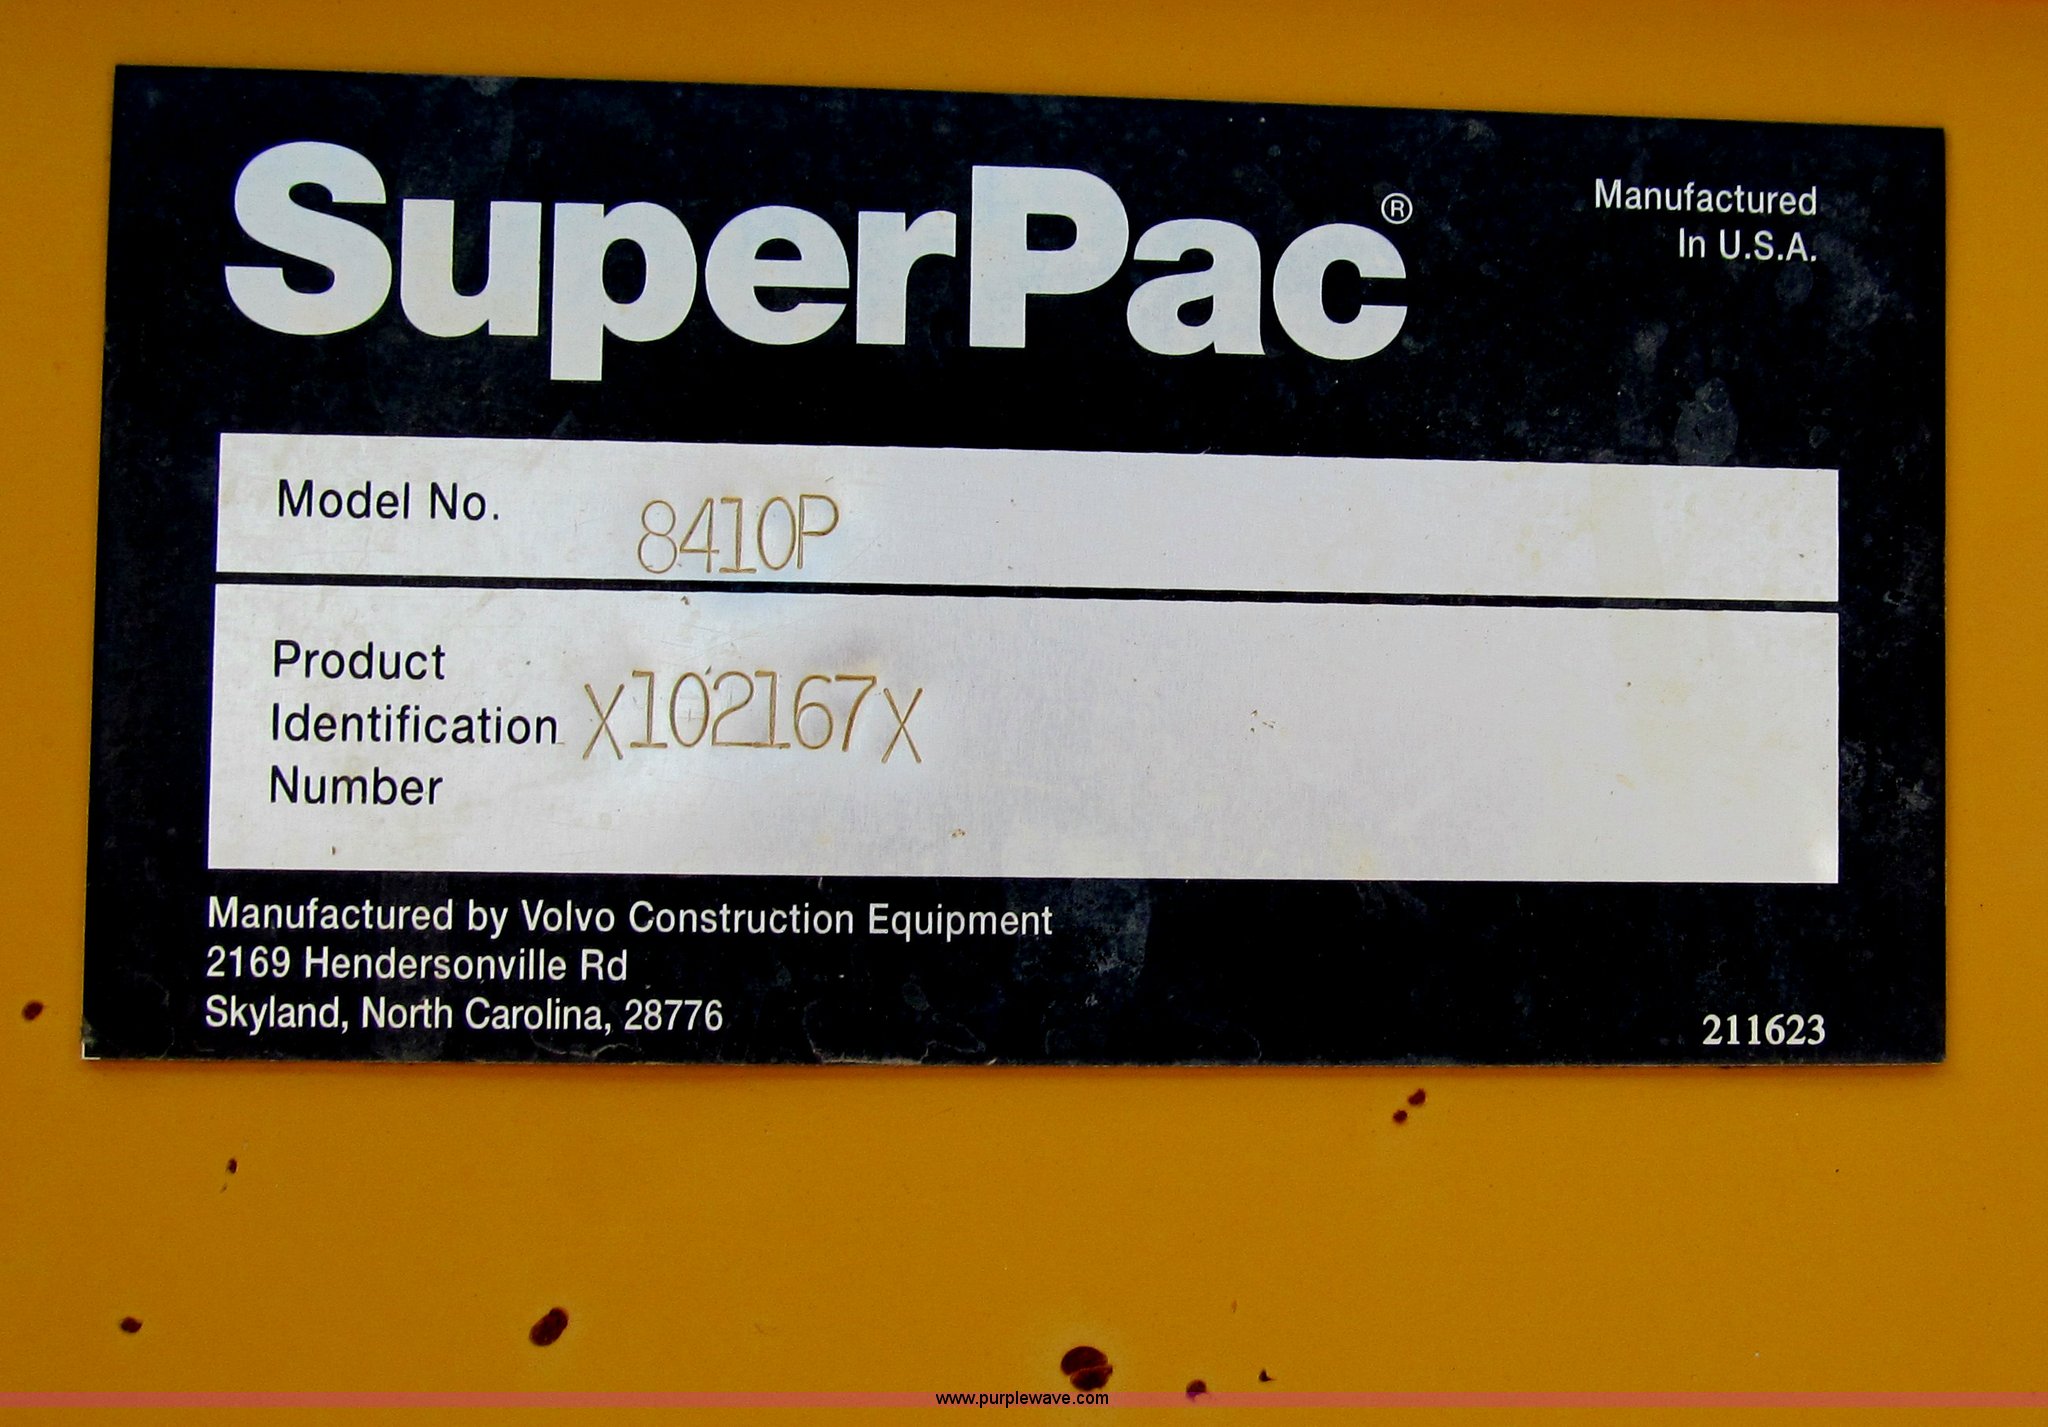 SuperPac®
Manufactured
In U.S.A.
Model No. 8410P
Product
Identification X102167X
Number
Manufactured by Volvo Construction Equipment
2169 Hendersonville Rd
Skyland, North Carolina, 28776
211623
www.purplewave.com